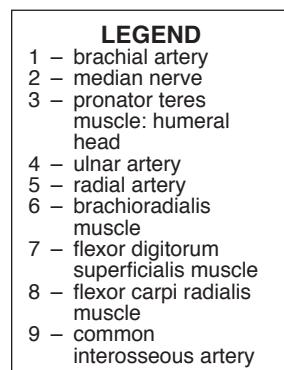 LEGEND
1 – brachial artery
2 – median nerve
3 – pronator teres
muscle: humeral
head
4 – ulnar artery
5 – radial artery
6 – brachioradialis
muscle
7 – flexor digitorum
superficialis muscle
8 – flexor carpi radialis
muscle
9 – common
interosseous artery